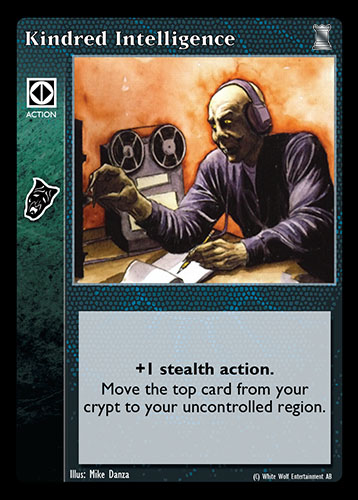 Kindred Intelligence
ACTION
+1 stealth action.
Move the top card from your
crypt to your uncontrolled region.
Illus: Mike Danza
(C) White Wolf Entertainment AB